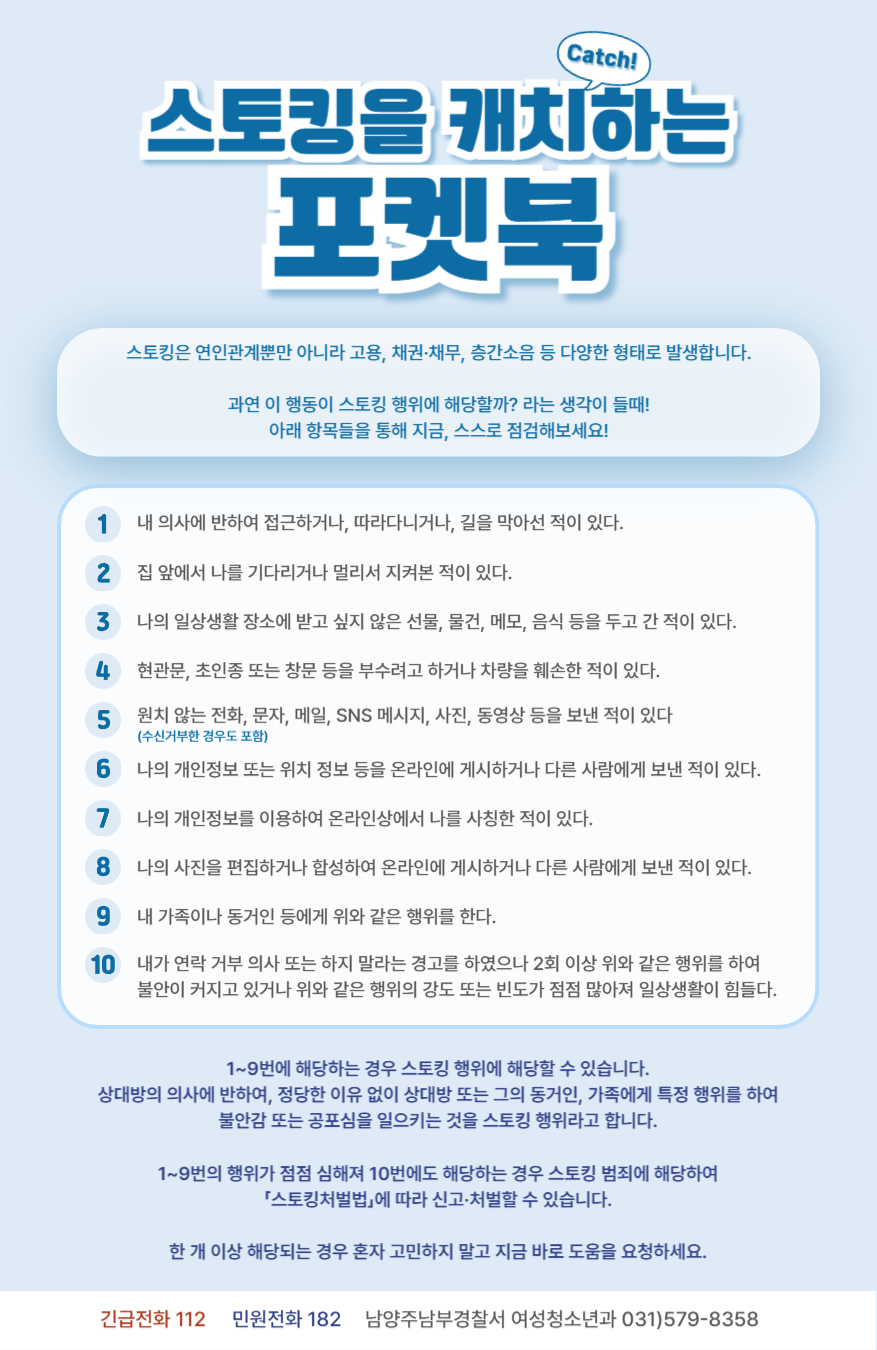 Catch!
스토킹을 캐치하는
포켓북
스토킹은 연인관계뿐만 아니라 고용, 채권·채무, 층간소음 등 다양한 형태로 발생합니다.
과연 이 행동이 스토킹 행위에 해당할까? 라는 생각이 들때!
아래 항목들을 통해 지금, 스스로 점검해보세요!
1 내 의사에 반하여 접근하거나, 따라다니거나, 길을 막아선 적이 있다.
2 집 앞에서 나를 기다리거나 멀리서 지켜본 적이 있다.
3 나의 일상생활 장소에 받고 싶지 않은 선물, 물건, 메모, 음식 등을 두고 간 적이 있다.
4 현관문, 초인종 또는 창문 등을 부수려고 하거나 차량을 훼손한 적이 있다.
5 원치 않는 전화, 문자, 메일, SNS 메시지, 사진, 동영상 등을 보낸 적이 있다
(수신거부한 경우도 포함)
6 나의 개인정보 또는 위치 정보 등을 온라인에 게시하거나 다른 사람에게 보낸 적이 있다.
7 나의 개인정보를 이용하여 온라인상에서 나를 사칭한 적이 있다.
8 나의 사진을 편집하거나 합성하여 온라인에 게시하거나 다른 사람에게 보낸 적이 있다.
9 내 가족이나 동거인 등에게 위와 같은 행위를 한다.
10 내가 연락 거부 의사 또는 하지 말라는 경고를 하였으나 2회 이상 위와 같은 행위를 하여
불안이 커지고 있거나 위와 같은 행위의 강도 또는 빈도가 점점 많아져 일상생활이 힘들다.
1~9번에 해당하는 경우 스토킹 행위에 해당할 수 있습니다.
상대방의 의사에 반하여, 정당한 이유 없이 상대방 또는 그의 동거인, 가족에게 특정 행위를 하여
불안감 또는 공포심을 일으키는 것을 스토킹 행위라고 합니다.
1~9번의 행위가 점점 심해져 10번에도 해당하는 경우 스토킹 범죄에 해당하여
「스토킹처벌법」에 따라 신고·처벌할 수 있습니다.
한 개 이상 해당되는 경우 혼자 고민하지 말고 지금 바로 도움을 요청하세요.
긴급전화 112 민원전화 182 남양주남부경찰서 여성청소년과 031)579-8358